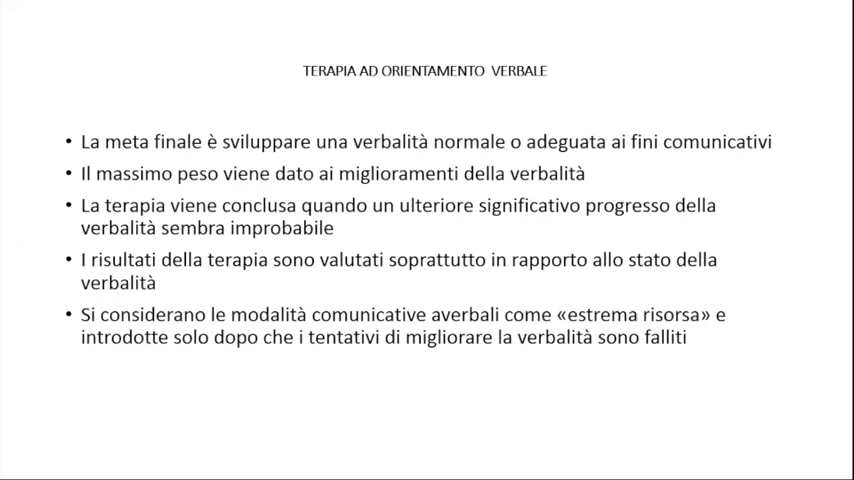 TERAPIA AD ORIENTAMENTO VERBALE
• La meta finale è sviluppare una verbalità normale o adeguata ai fini comunicativi
• Il massimo peso viene dato ai miglioramenti della verbalità
• La terapia viene conclusa quando un ulteriore significativo progresso della
verbalità sembra improbabile
• I risultati della terapia sono valutati soprattutto in rapporto allo stato della
verbalità
• Si considerano le modalità comunicative averbali come «estrema risorsa» e
introdotte solo dopo che i tentativi di migliorare la verbalità sono falliti